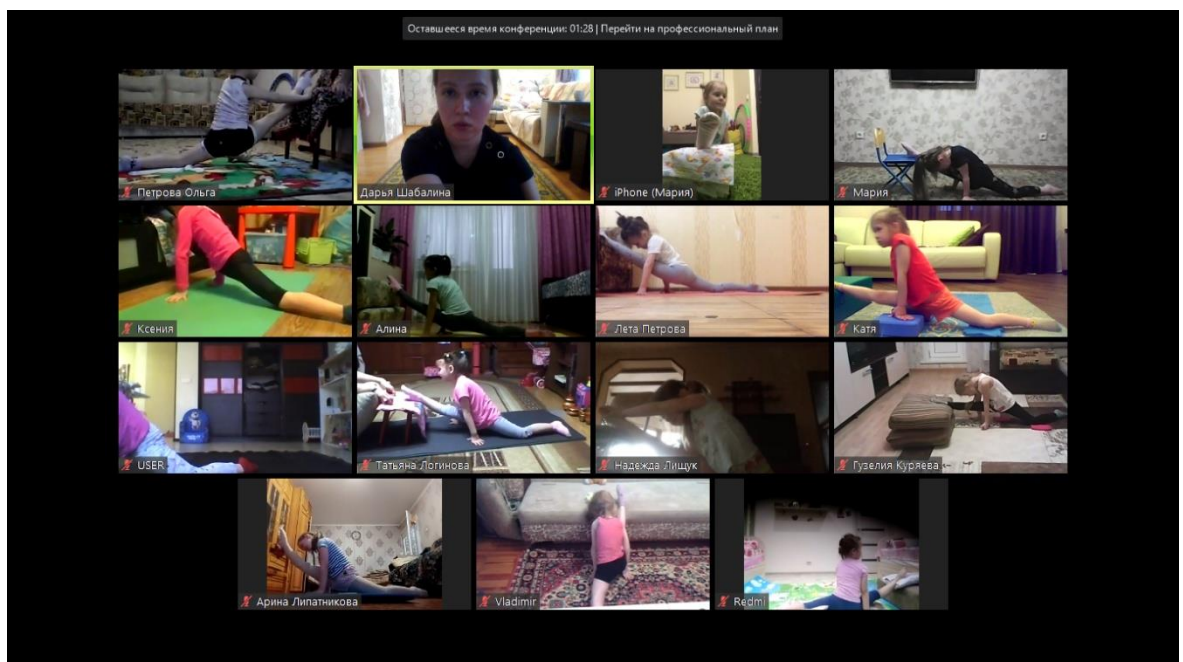 Оставшееся время конференции: 01:28 | Перейти на профессиональный план
Петрова Ольга
Дарья Шабалина
iPhone (Мария)
Мария
Ксения
Алина
Лета Петрова
Катя
USER
Татьяна Логинова
Надежда Лищук
Гузелия Куряева
Арина Липатникова
Vladimir
Redmi